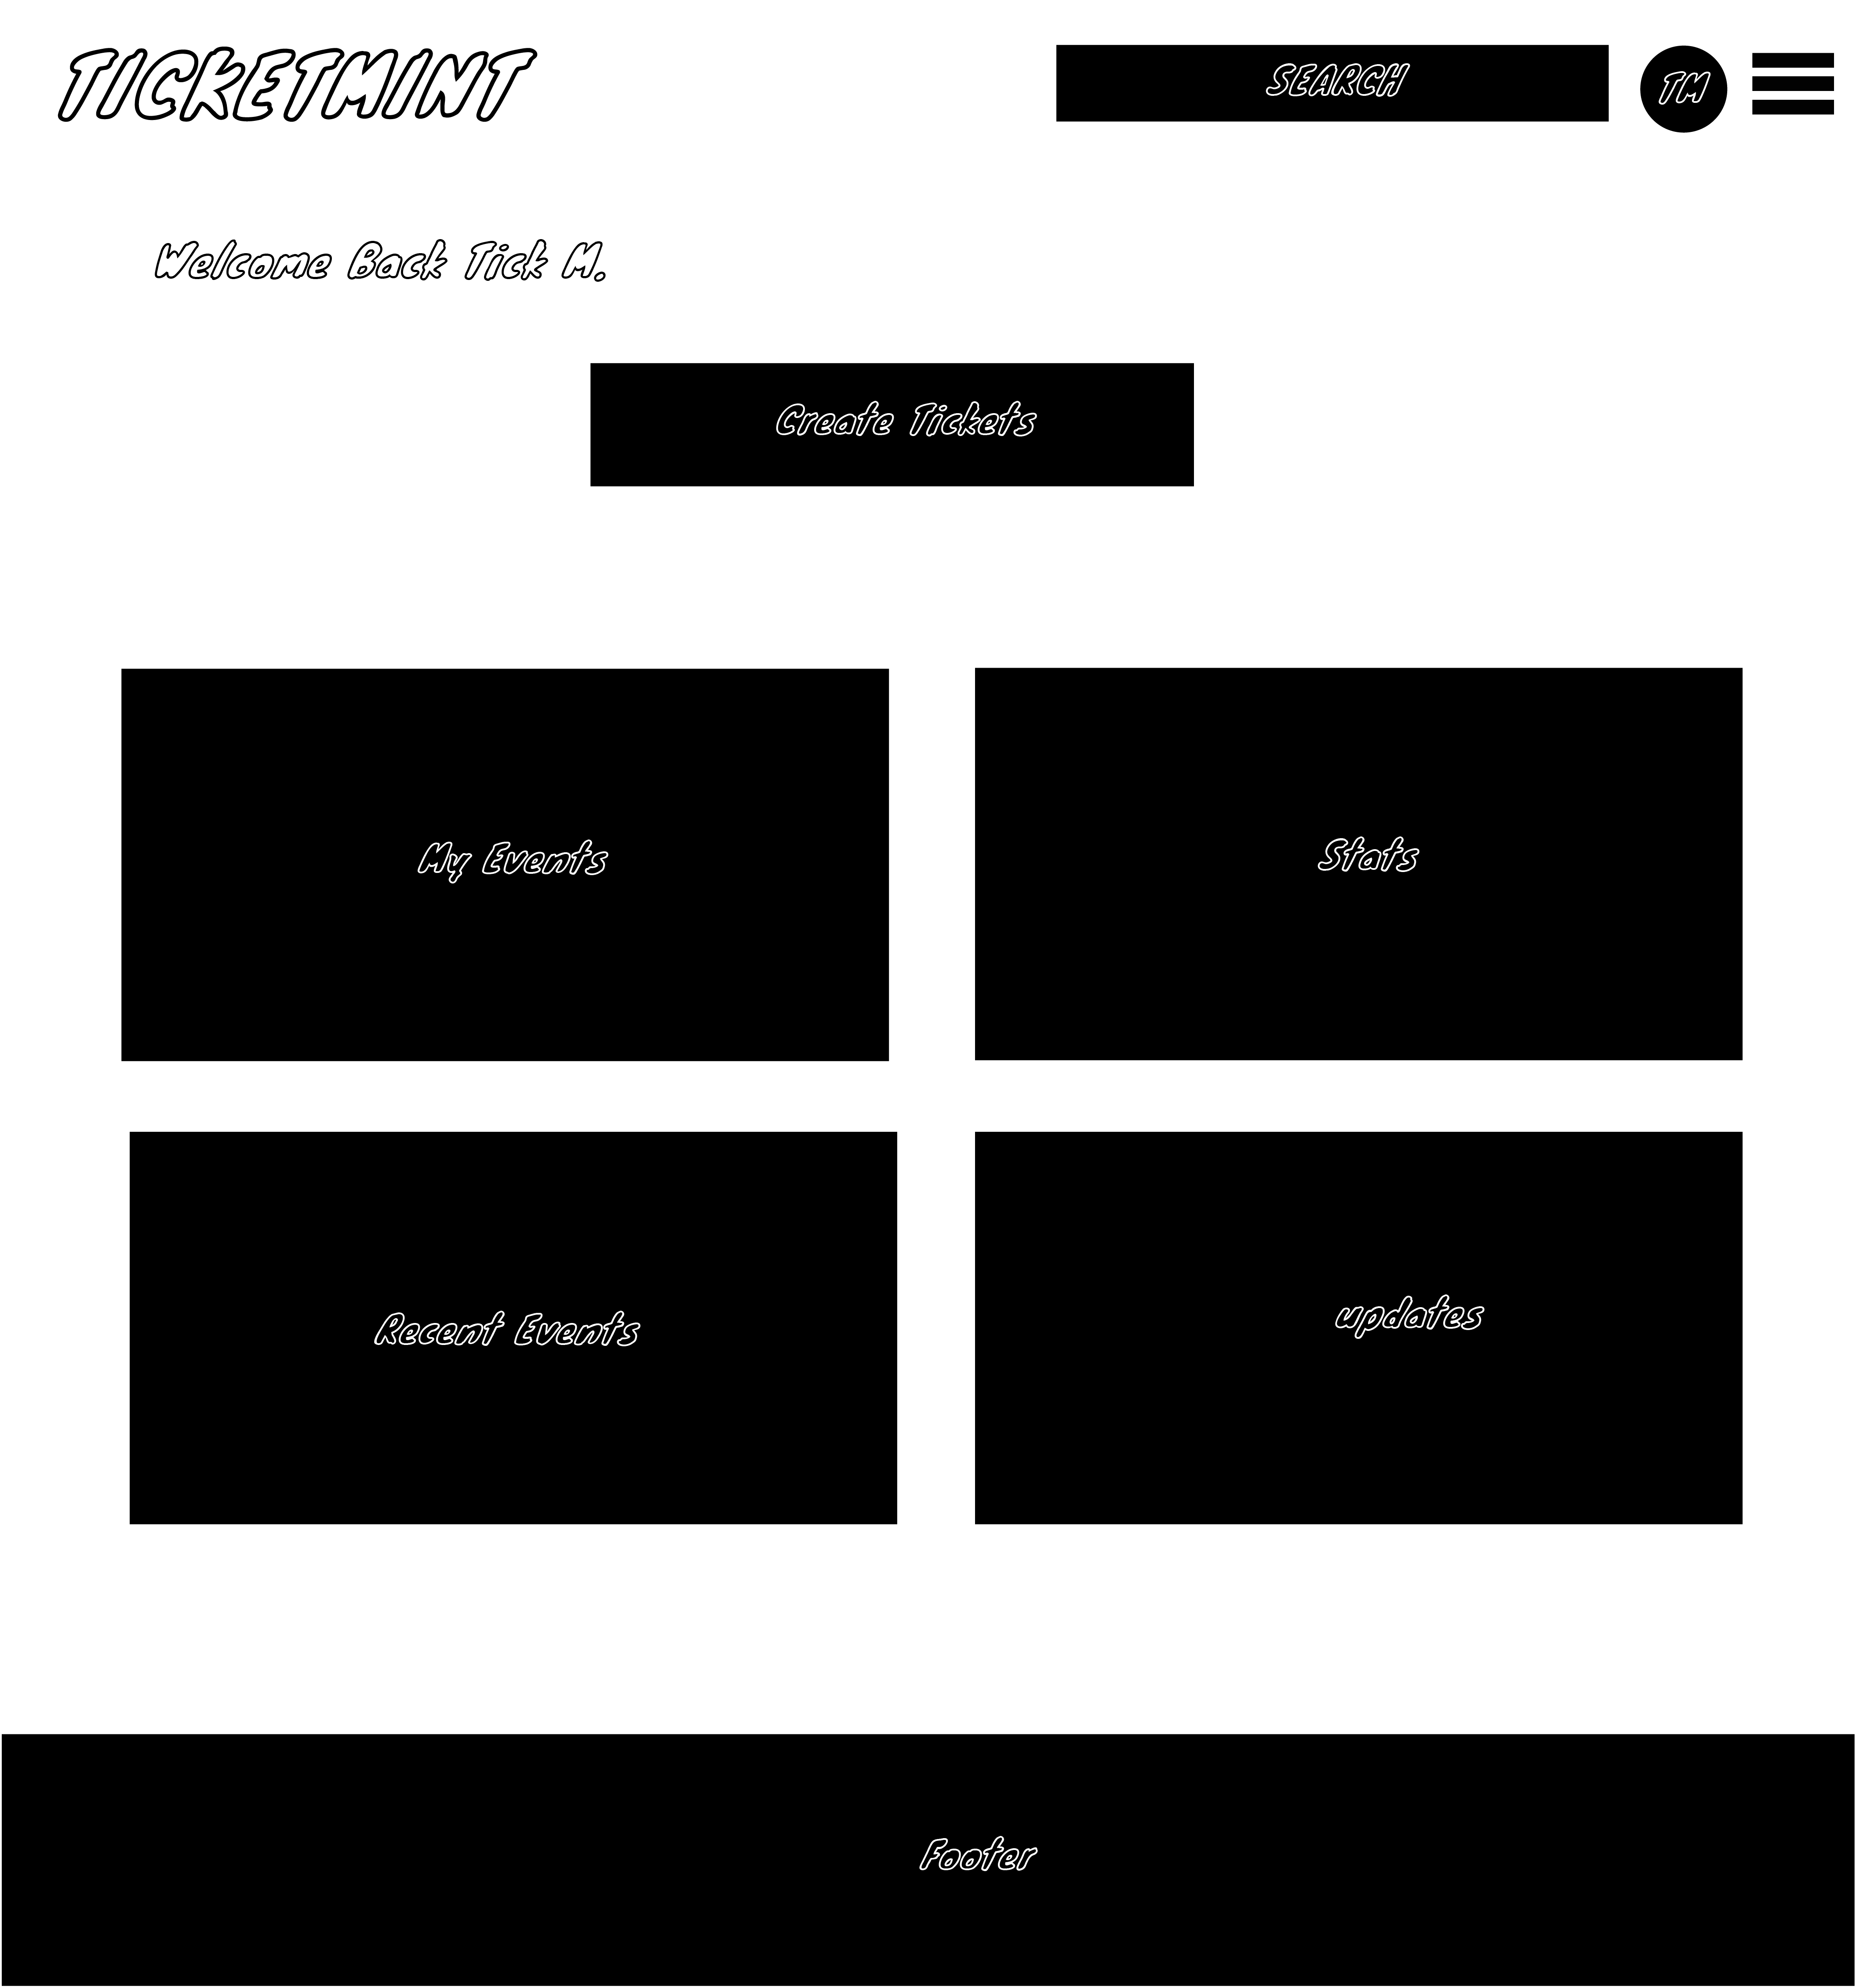 TICKETMINT
SEARCH
TM
Welcome Back Tick M.
Create Tickets
My Events
Stats
Recent Events
updates
Footer